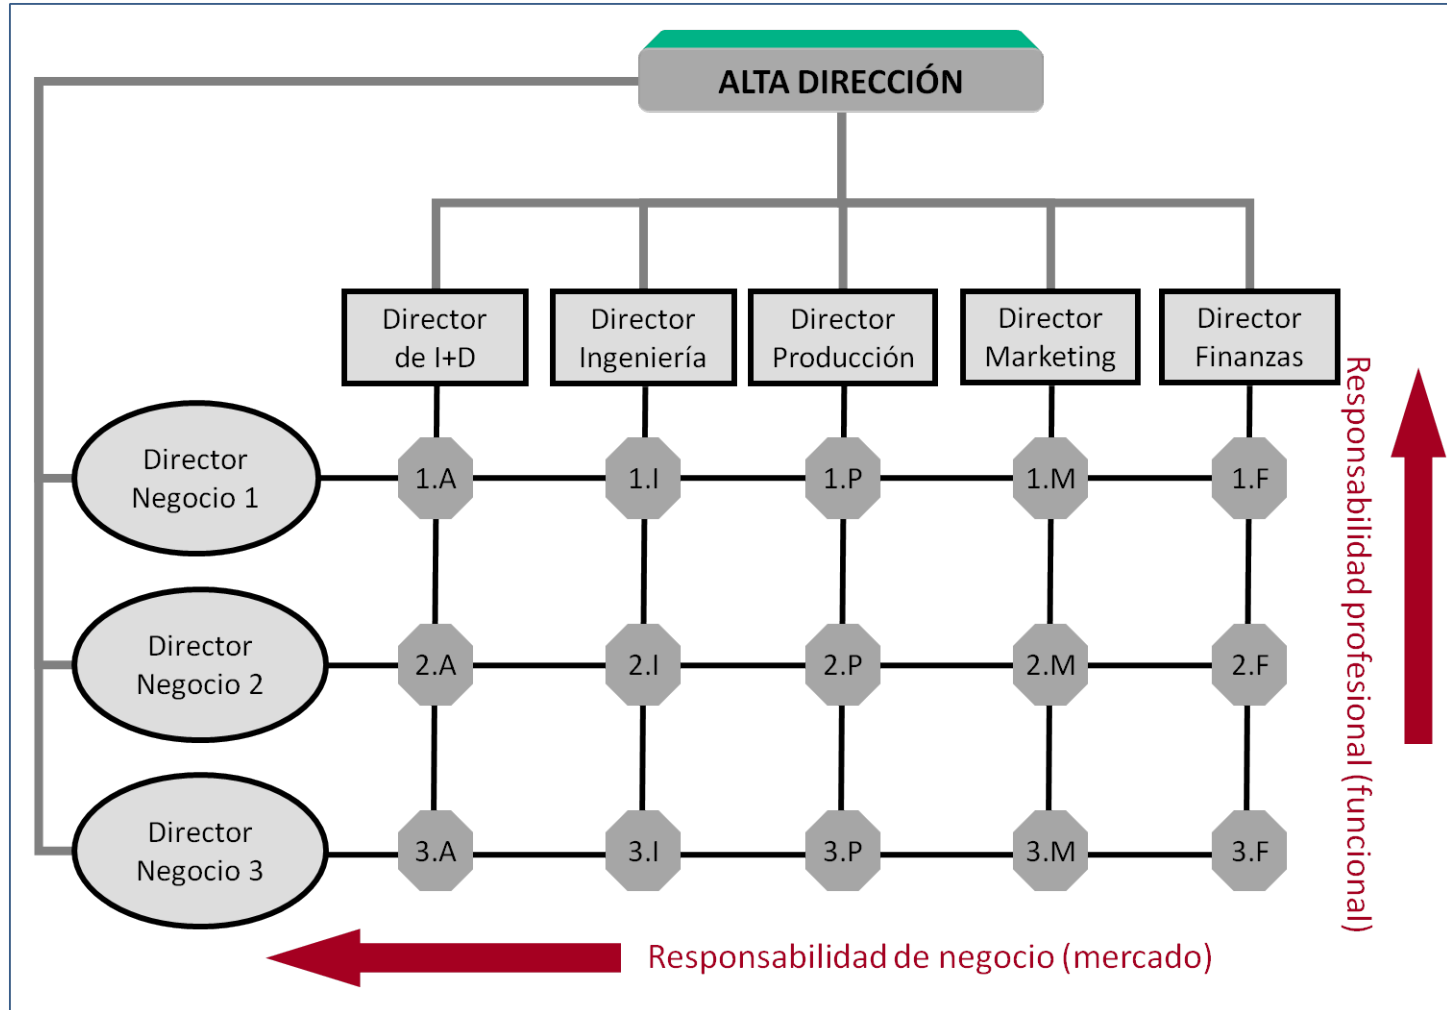 ALTA DIRECCIÓN
Director
de I+D
Director
Ingeniería
Director
Producción
Director
Marketing
Director
Finanzas
Director
Negocio 1
1.A
1.I
1.P
1.M
1.F
Director
Negocio 2
2.A
2.I
2.P
2.M
2.F
Director
Negocio 3
3.A
3.I
3.P
3.M
3.F
Responsabilidad profesional (funcional)
Responsabilidad de negocio (mercado)